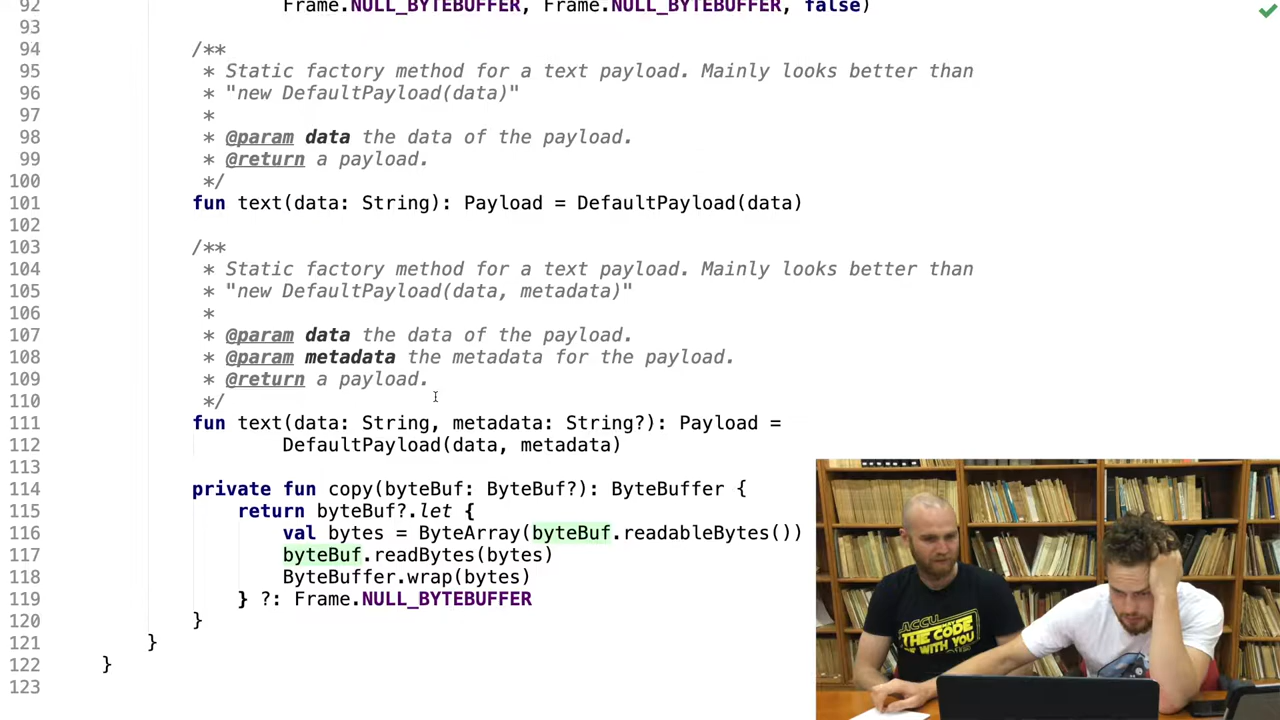 92 Frame.NULL_BYTEBUFFER, Frame.NULL_BYTEBUFFER, false)
93
94 /**
95 * Static factory method for a text payload. Mainly looks better than
96 * "new DefaultPayload(data)"
97 *
98 * @param data the data of the payload.
99 * @return a payload.
100 */
101 fun text(data: String): Payload = DefaultPayload(data)
102
103 /**
104 * Static factory method for a text payload. Mainly looks better than
105 * "new DefaultPayload(data, metadata)"
106 *
107 * @param data the data of the payload.
108 * @param metadata the metadata for the payload.
109 * @return a payload.
110 */
111 fun text(data: String, metadata: String?): Payload =
112 DefaultPayload(data, metadata)
113
114 private fun copy(byteBuf: ByteBuf?): ByteBuffer {
115 return byteBuf?.let {
116 val bytes = ByteArray(byteBuf.readableBytes())
117 byteBuf.readBytes(bytes)
118 ByteBuffer.wrap(bytes)
119 } ?: Frame.NULL_BYTEBUFFER
120 }
121 }
122 }
123
ACCU
THE CODE
BE WITH YOU